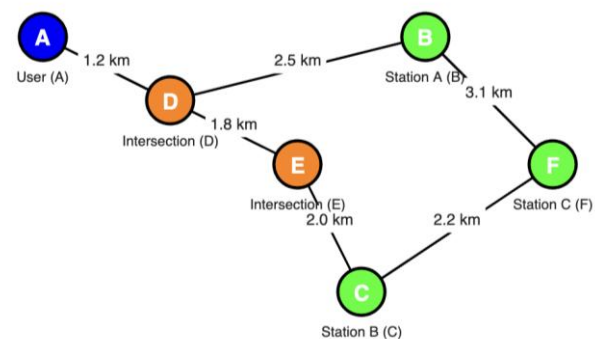 A
B
1.2 km
2.5 km
User (A)
Station A (B)
3.1 km
D
1.8 km
Intersection (D)
E
F
Intersection (E)
Station C (F)
2.0 km
2.2 km
C
Station B (C)